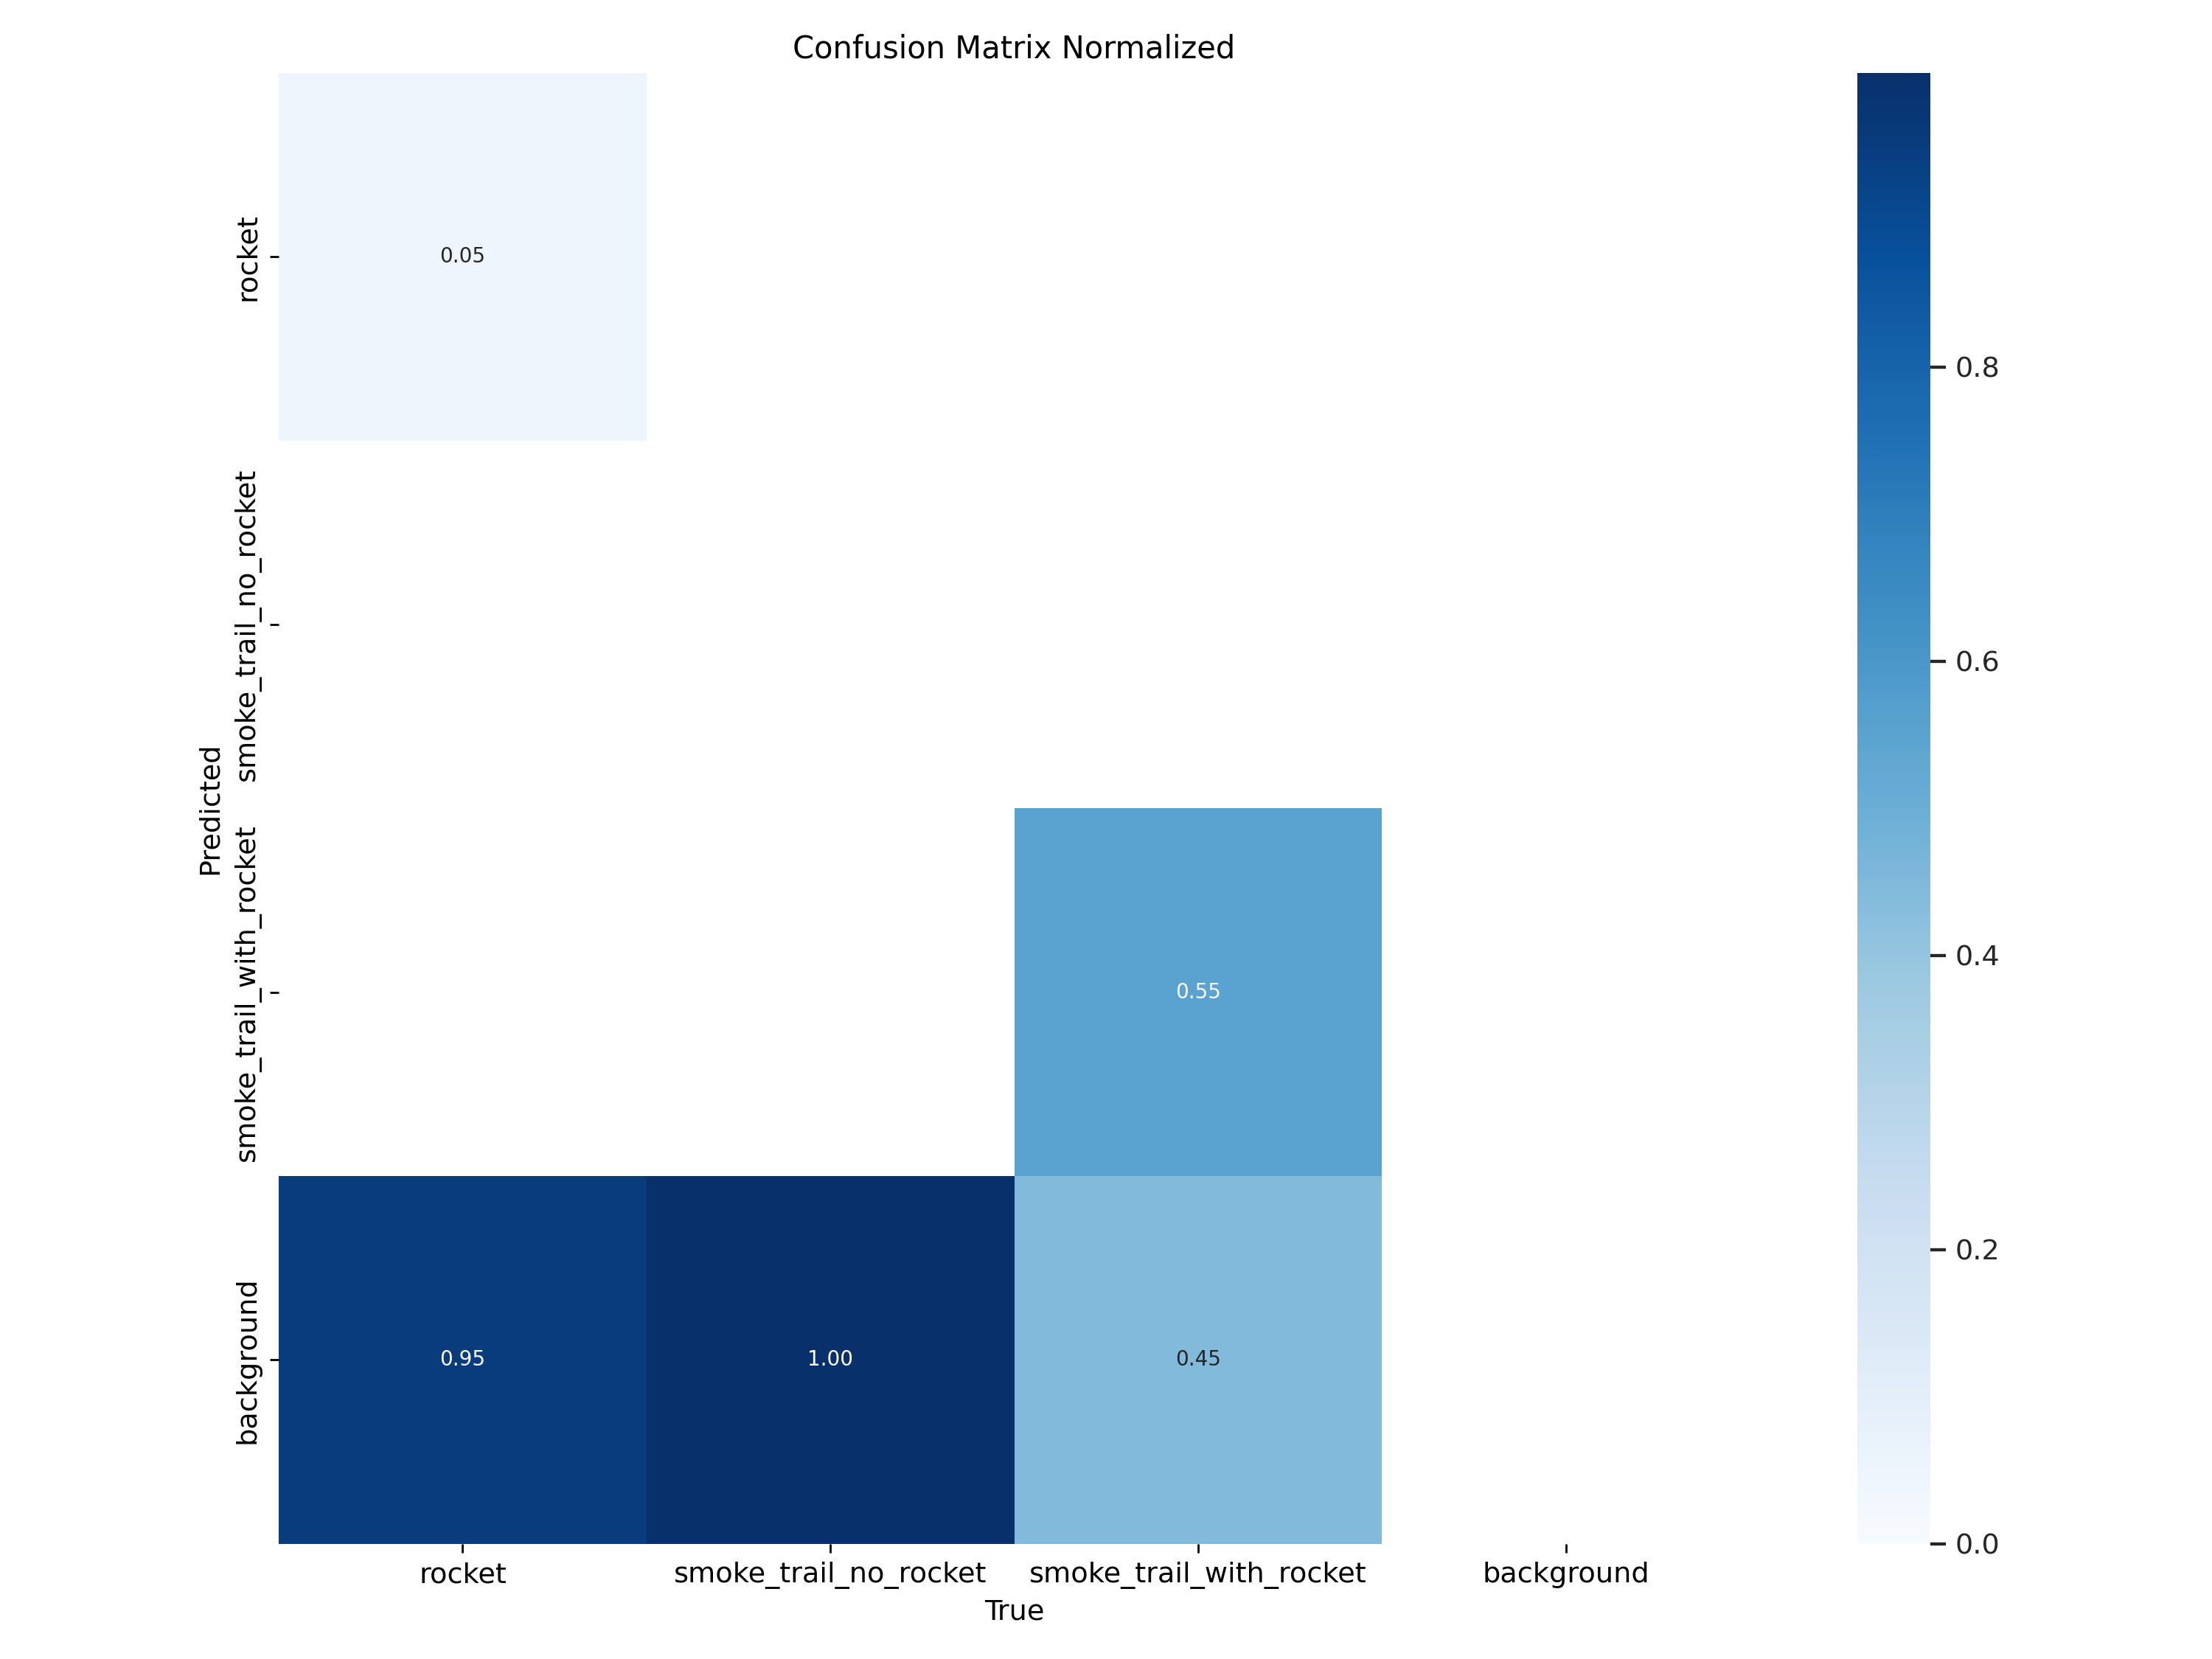 Confusion Matrix Normalized
Predicted
rocket
smoke_trail_no_rocket
smoke_trail_with_rocket
background
0.05
0.55
0.95
1.00
0.45
rocket
smoke_trail_no_rocket
smoke_trail_with_rocket
background
True
0.8
0.6
0.4
0.2
0.0